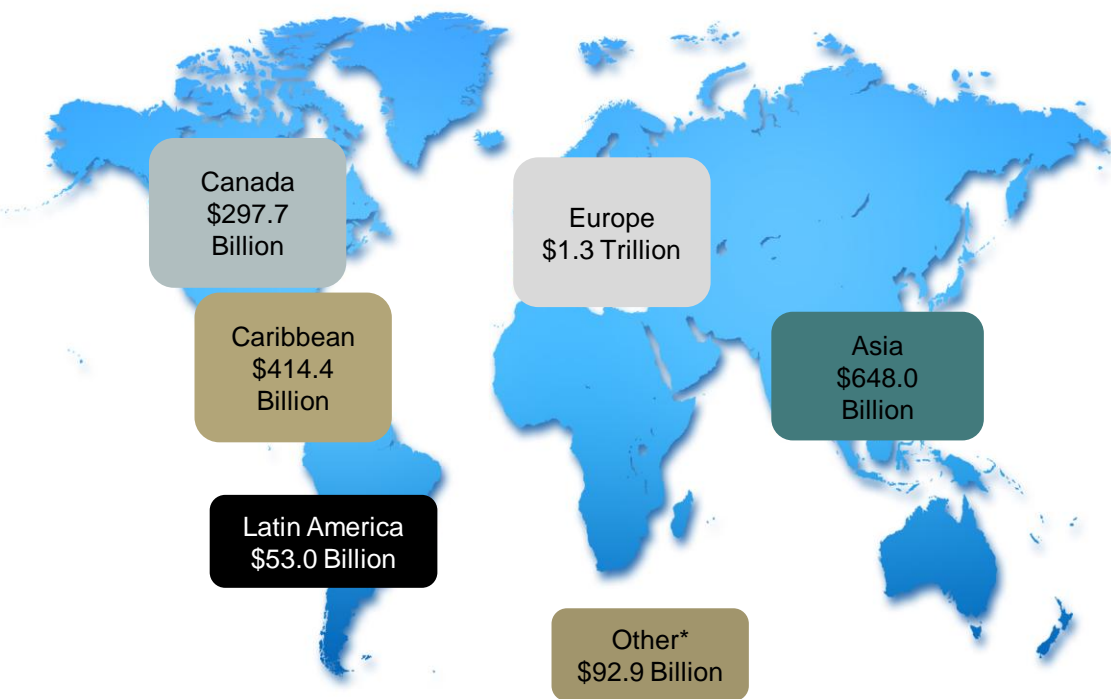 Canada
$297.7
Billion
Europe
$1.3 Trillion
Caribbean
$414.4
Billion
Asia
$648.0
Billion
Latin America
$53.0 Billion
Other*
$92.9 Billion